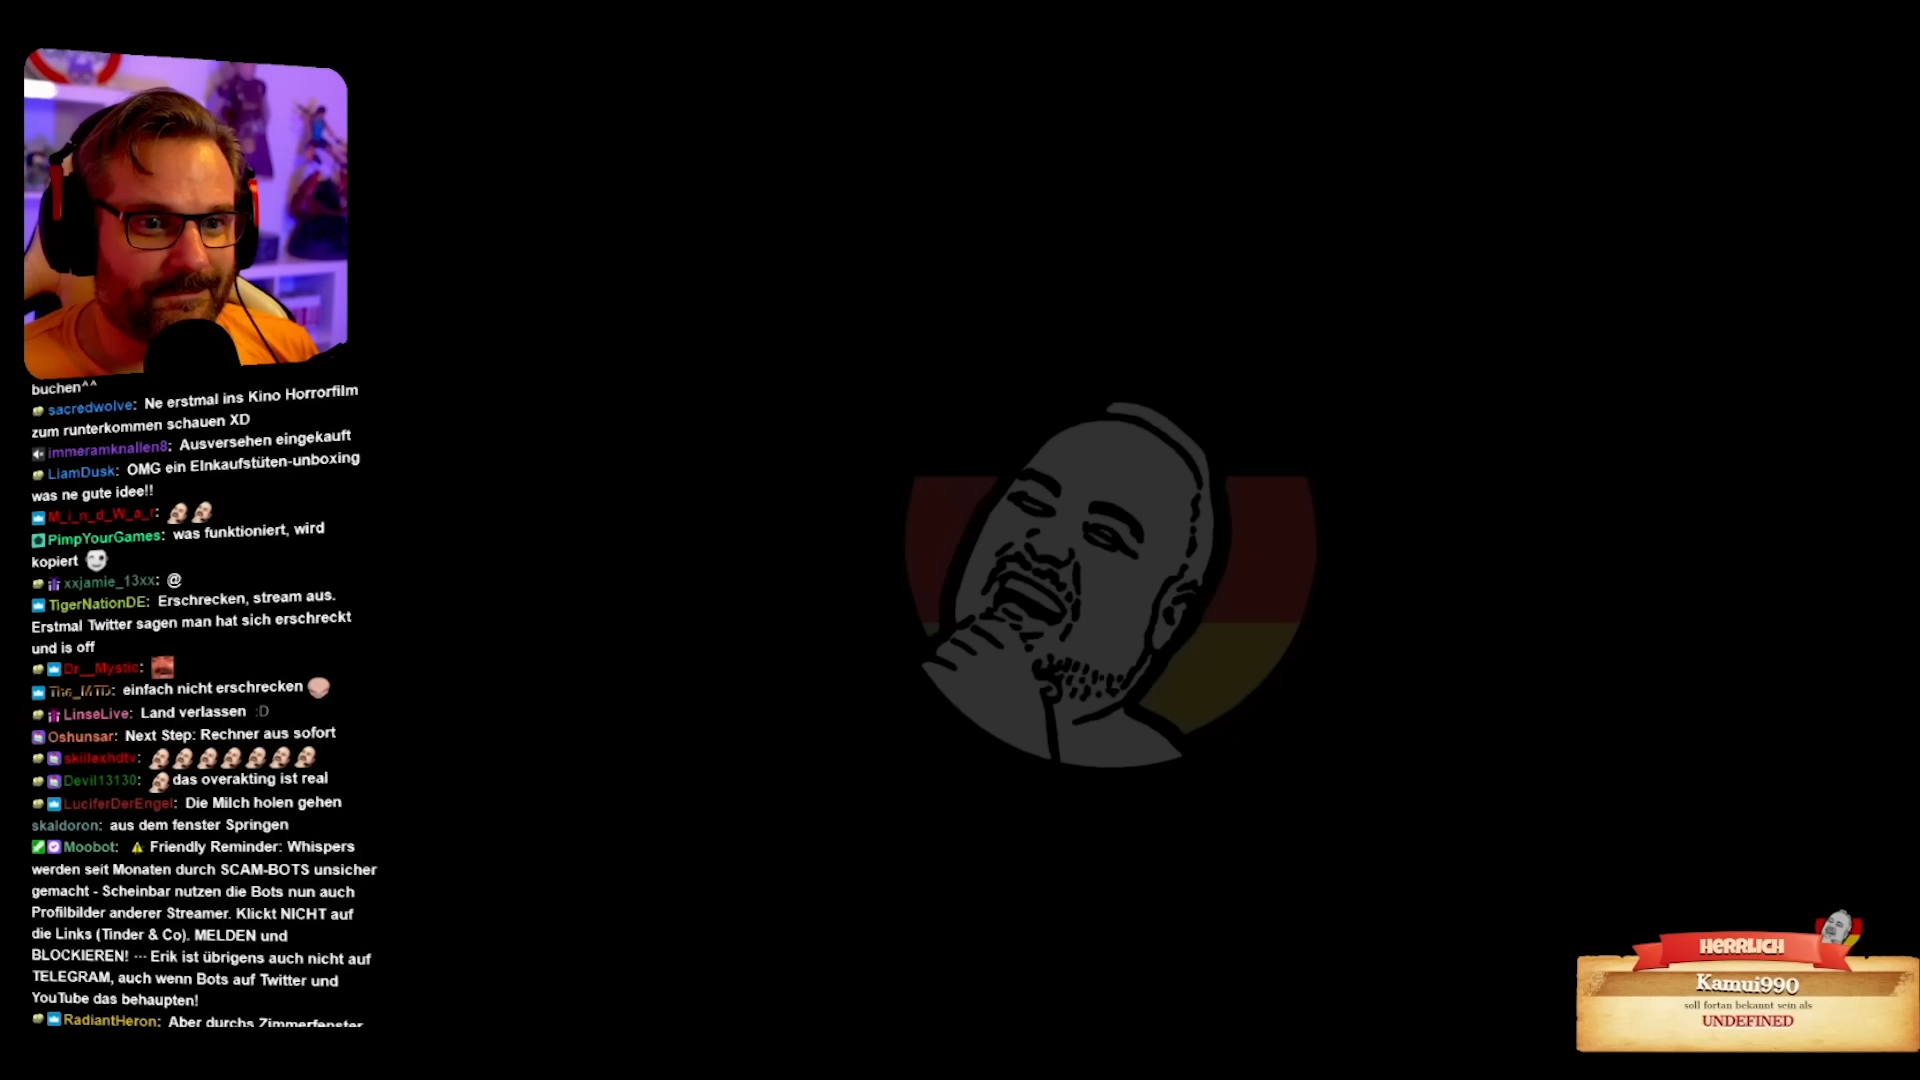 buchen^^
sacredwolve: Ne erstmal ins Kino Horrorfilm
zum runterkommen schauen XD
immeramknallen8: Ausversehen eingekauft
LiamDusk: OMG ein EInkaufstüten-unboxing
was ne gute idee!!
M_i_n_d_W_a_r:
PimpYourGames: was funktioniert, wird
kopiert
xxjamie_13xx: @
TigerNationDE: Erschrecken, stream aus.
Erstmal Twitter sagen man hat sich erschreckt
und is off
Dr__Mystic:
The_MTD: einfach nicht erschrecken
LinseLive: Land verlassen :D
Oshunsar: Next Step: Rechner aus sofort
skillexhdtv:
Devil13130: das overakting ist real
LuciferDerEngel: Die Milch holen gehen
skaldoron: aus dem fenster Springen
Moobot: Friendly Reminder: Whispers
werden seit Monaten durch SCAM-BOTS unsicher
gemacht - Scheinbar nutzen die Bots nun auch
Profilbilder anderer Streamer. Klickt NICHT auf
die Links (Tinder & Co). MELDEN und
BLOCKIEREN! --- Erik ist übrigens auch nicht auf
TELEGRAM, auch wenn Bots auf Twitter und
YouTube das behaupten!
RadiantHeron: Aber durchs Zimmerfenster
HERRLICH
Kamui990
soll fortan bekannt sein als
UNDEFINED